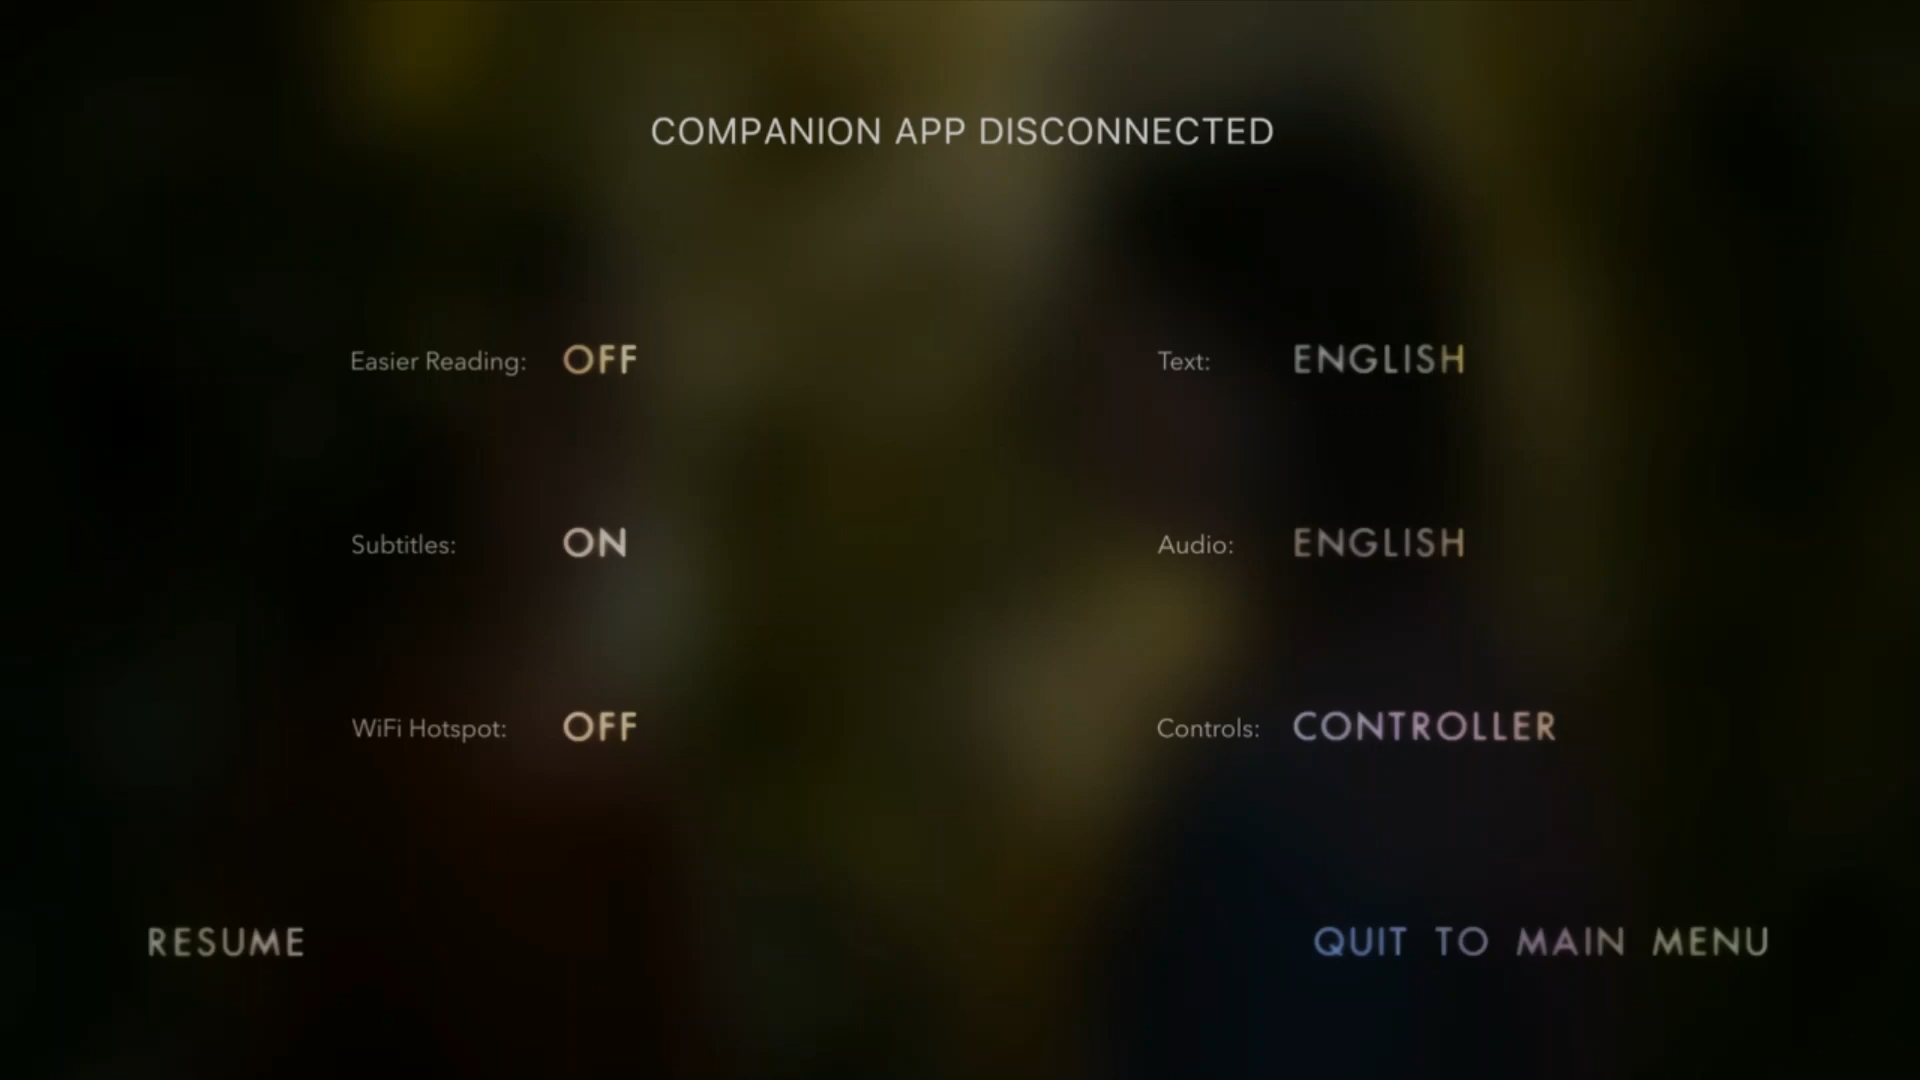 COMPANION APP DISCONNECTED
Easier Reading: OFF
Text: ENGLISH
Subtitles: ON
Audio: ENGLISH
WiFi Hotspot: OFF
Controls: CONTROLLER
RESUME
QUIT TO MAIN MENU